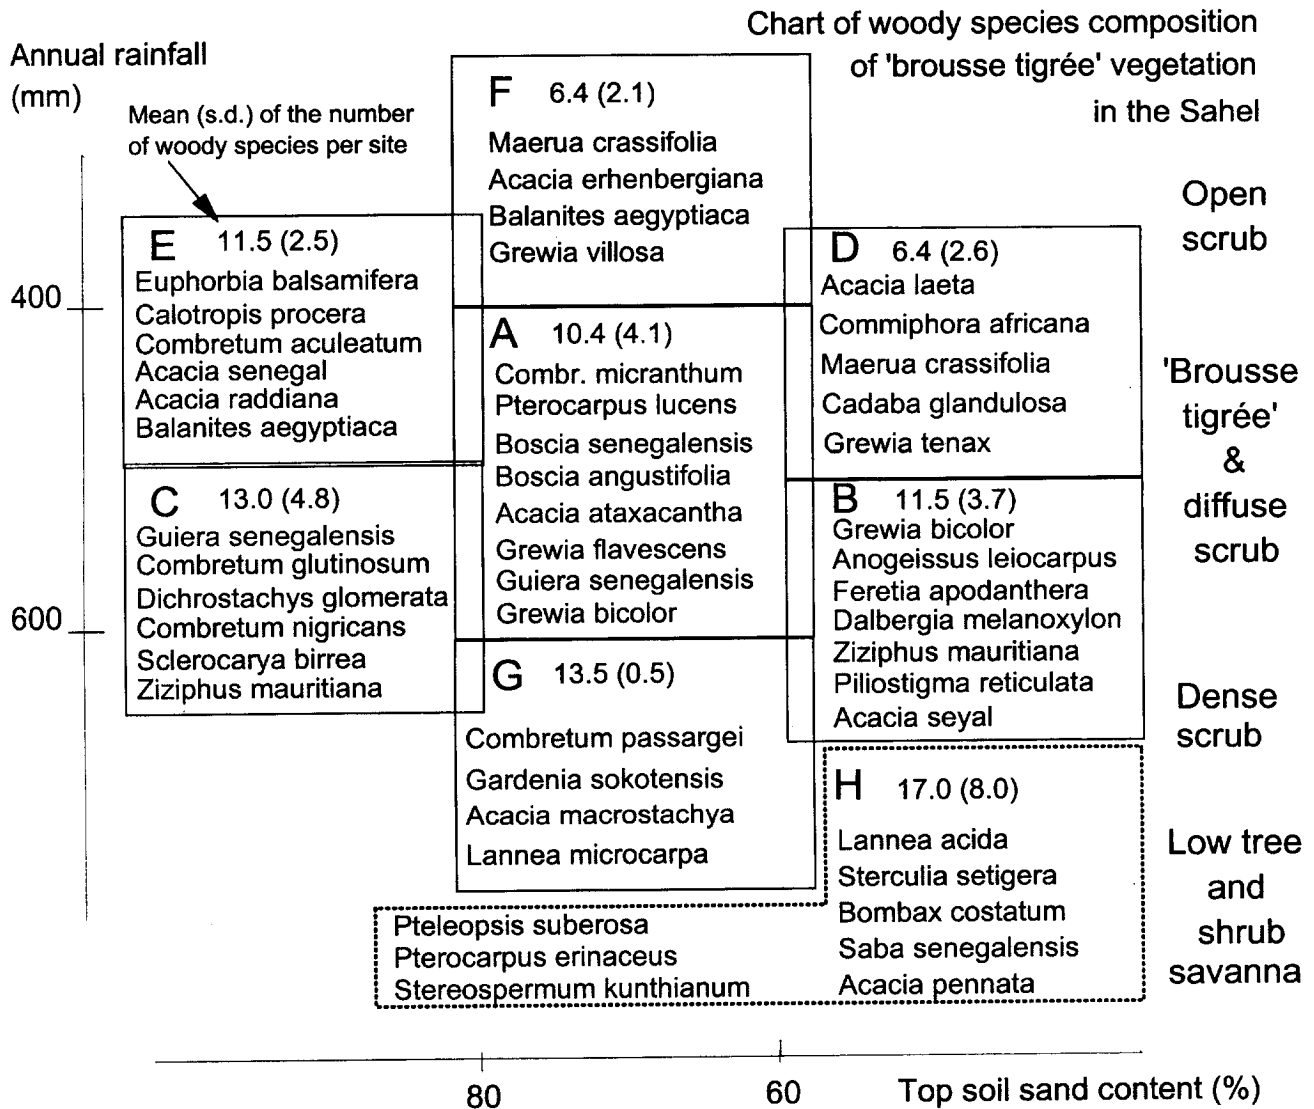 Chart of woody species composition
of 'brousse tigrée' vegetation
in the Sahel
Annual rainfall
(mm)
Mean (s.d.) of the number
of woody species per site
400
600
F 6.4 (2.1)
Maerua crassifolia
Acacia erhenbergiana
Balanites aegyptiaca
Grewia villosa
E 11.5 (2.5)
Euphorbia balsamifera
Calotropis procera
Combretum aculeatum
Acacia senegal
Acacia raddiana
Balanites aegyptiaca
A 10.4 (4.1)
Combr. micranthum
Pterocarpus lucens
Boscia senegalensis
Boscia angustifolia
Acacia ataxacantha
Grewia flavescens
Guiera senegalensis
Grewia bicolor
D 6.4 (2.6)
Acacia laeta
Commiphora africana
Maerua crassifolia
Cadaba glandulosa
Grewia tenax
C 13.0 (4.8)
Guiera senegalensis
Combretum glutinosum
Dichrostachys glomerata
Combretum nigricans
Sclerocarya birrea
Ziziphus mauritiana
B 11.5 (3.7)
Grewia bicolor
Anogeissus leiocarpus
Feretia apodanthera
Dalbergia melanoxylon
Ziziphus mauritiana
Piliostigma reticulata
Acacia seyal
G 13.5 (0.5)
Combretum passargei
Gardenia sokotensis
Acacia macrostachya
Lannea microcarpa
H 17.0 (8.0)
Lannea acida
Sterculia setigera
Bombax costatum
Saba senegalensis
Acacia pennata
Pteleopsis suberosa
Pterocarpus erinaceus
Stereospermum kunthianum
Open
scrub
'Brousse
tigrée'
&
diffuse
scrub
Dense
scrub
Low tree
and
shrub
savanna
80
60
Top soil sand content (%)